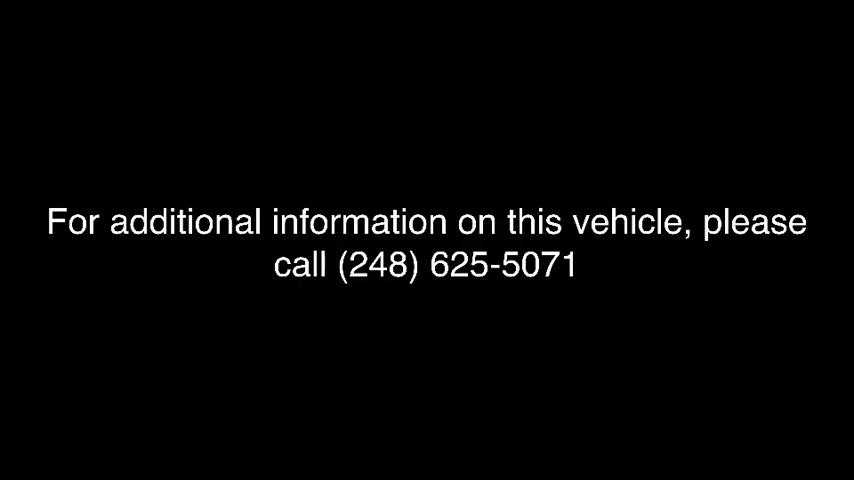 For additional information on this vehicle, please
call (248) 625-5071